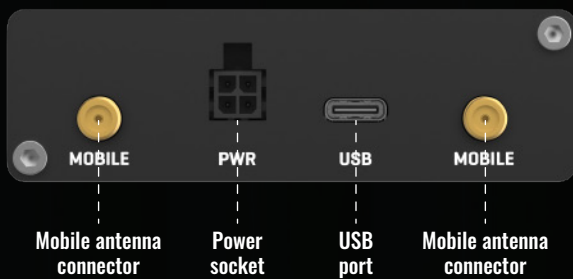 MOBILE PWR USB MOBILE
Mobile antenna connector
Power socket
USB port
Mobile antenna connector